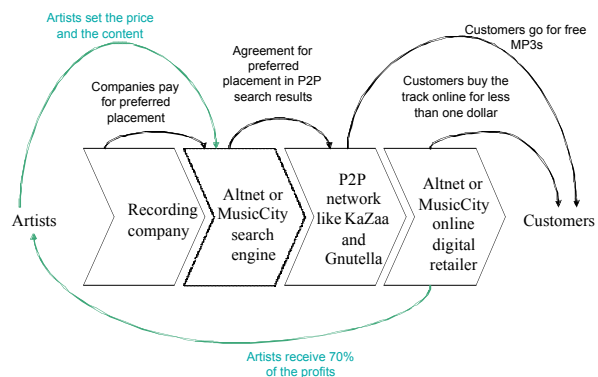 Artists set the price
and the content
Customers go for free
MP3s
Agreement for
preferred
placement in P2P
search results
Companies pay
for preferred
placement
Customers buy the
track online for less
than one dollar
Artists
Recording
company
Altnet or
MusicCity
search
engine
P2P
network
like KaZaa
and
Gnutella
Altnet or
MusicCity
online
digital
retailer
Customers
Artists receive 70%
of the profits